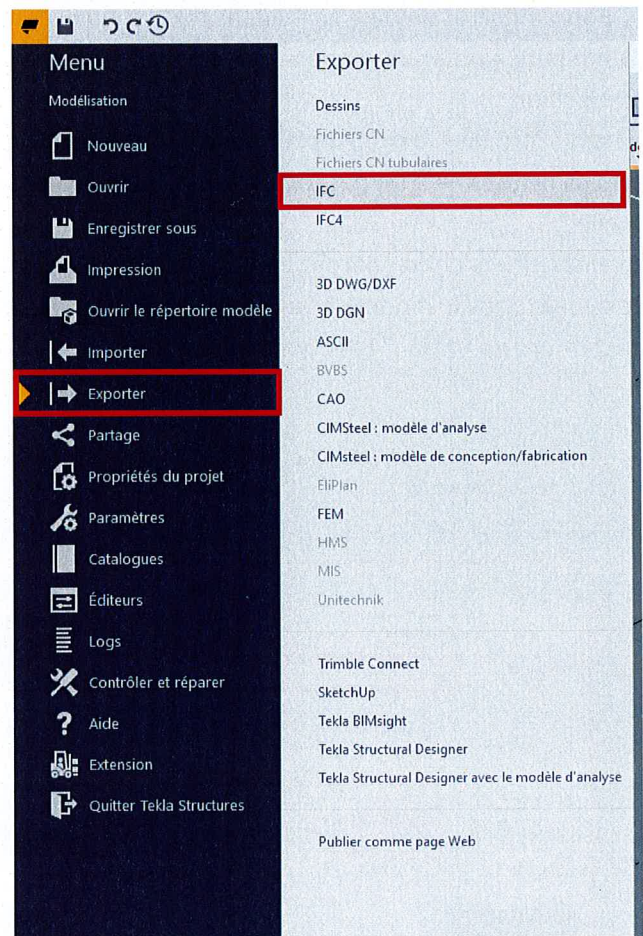 Menu
Modélisation
Nouveau
Ouvrir
Enregistrer sous
Impression
Ouvrir le répertoire modèle
Importer
Exporter
Partage
Propriétés du projet
Paramètres
Catalogues
Éditeurs
Logs
Contrôler et réparer
Aide
Extension
Quitter Tekla Structures
Exporter
Dessins
Fichiers CN
Fichiers CN tubulaires
IFC
IFC4
3D DWG/DXF
3D DGN
ASCII
BVBS
CAO
CIMSteel : modèle d'analyse
CIMsteel : modèle de conception/fabrication
EliPlan
FEM
HMS
MIS
Unitechnik
Trimble Connect
SketchUp
Tekla BIMsight
Tekla Structural Designer
Tekla Structural Designer avec le modèle d'analyse
Publier comme page Web